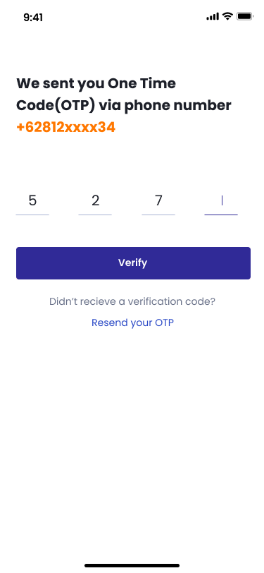 9:41
We sent you One Time
Code(OTP) via phone number
+62812xxxx34
5 2 7
Verify
Didn't recieve a verification code?
Resend your OTP